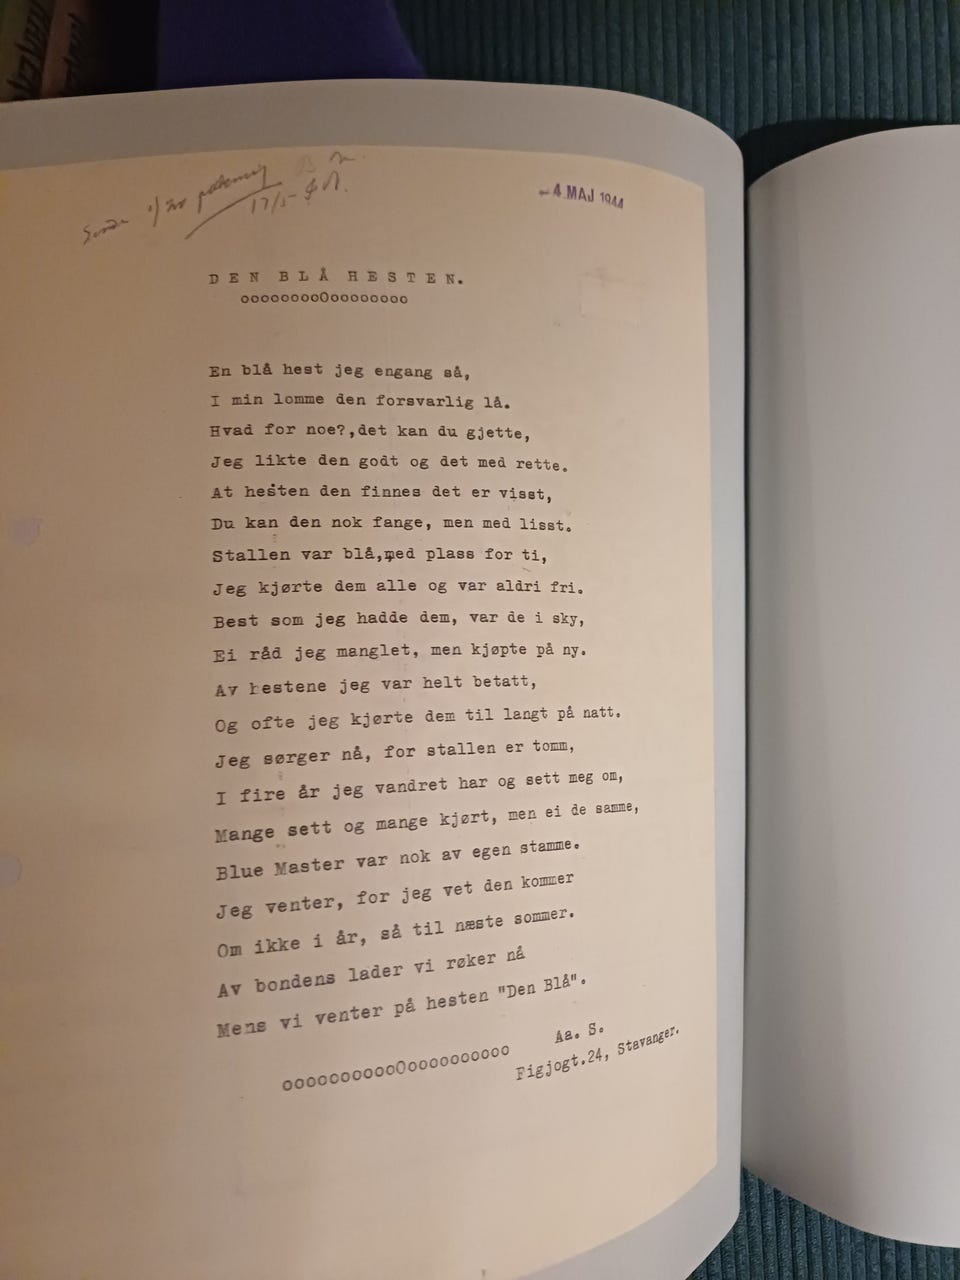 17/5-
4 MAJ 1944
DEN BLÅ HESTEN.
ooooooooOooooooooo
En blå hest jeg engang så,
I min lomme den forsvarlig lå.
Hvad for noe?,det kan du gjette,
Jeg likte den godt og det med rette.
At hesten den finnes det er visst,
Du kan den nok fange, men med lisst.
Stallen var blå,med plass for ti,
Jeg kjørte dem alle og var aldri fri.
Best som jeg hadde dem, var de i sky,
Ei råd jeg manglet, men kjøpte på ny.
Av hestene jeg var helt betatt,
Og ofte jeg kjørte dem til langt på natt.
Jeg sørger nå, for stallen er tomm,
I fire år jeg vandret har og sett meg om,
Mange sett og mange kjørt, men ei de samme,
Blue Master var nok av egen stamme.
Jeg venter, for jeg vet den kommer
Om ikke i år, så til næste sommer.
Av bondens lader vi røker nå
Mens vi venter på hesten "Den Blå".
Aa. S.
Figjogt.24, Stavanger.
ooooooooooOoooooooooo